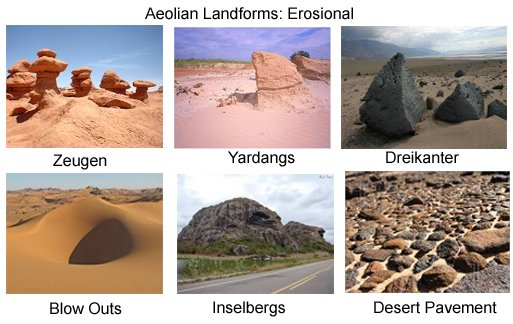 Aeolian Landforms: Erosional
Zeugen
Yardangs
Dreikanter
Blow Outs
Inselbergs
Desert Pavement